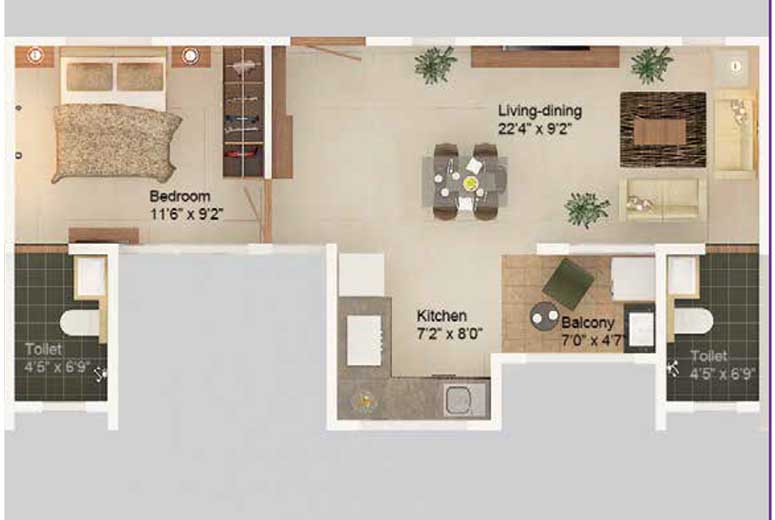 Living-dining
22'4" x 9'2"
Bedroom
11'6" x 9'2"
Kitchen
7'2" x 8'0"
Balcony
7'0" x 4'7"
Toilet
4'5" x 6'9"
Toilet
4'5" x 6'9"